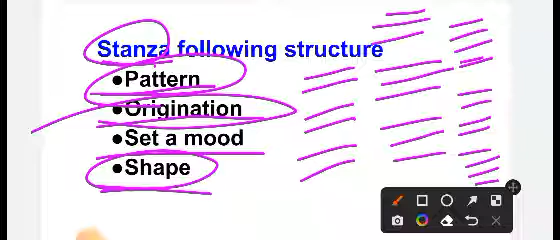 Stanza following structure
●Pattern
●Origination
●Set a mood
●Shape